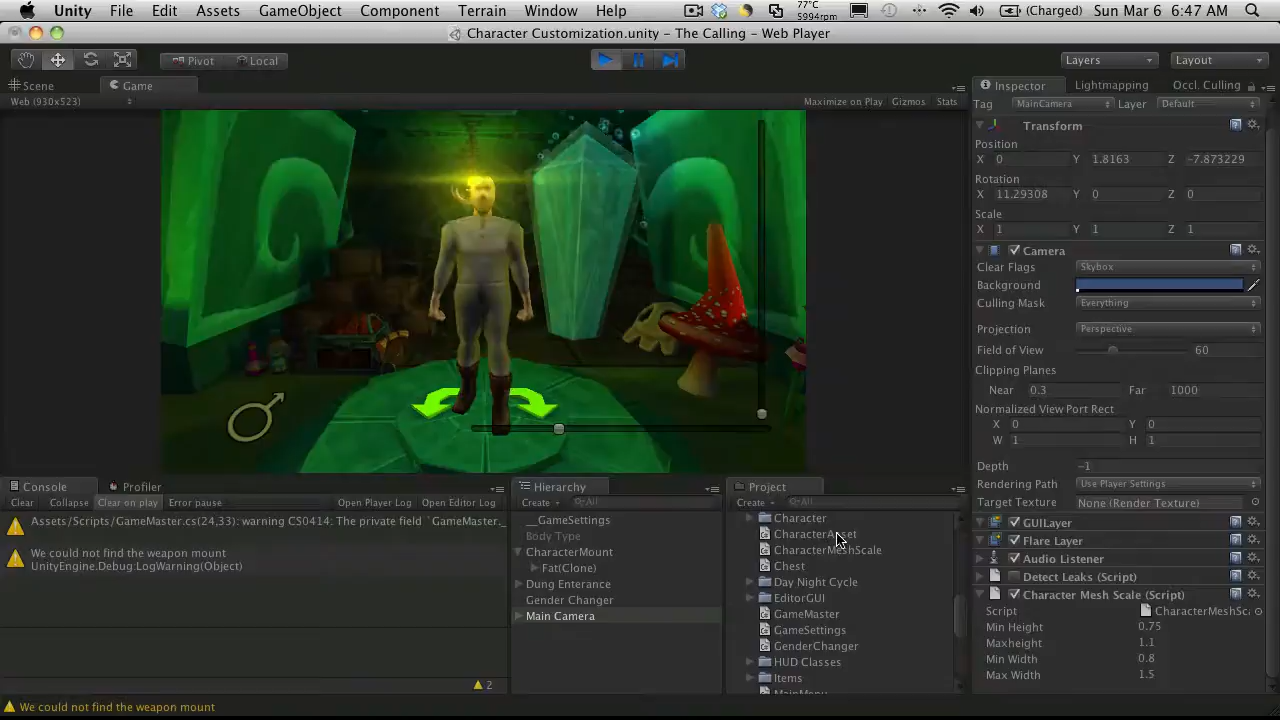 Unity File Edit Assets GameObject Component Terrain Window Help 77°C 5994rpm (Charged) Sun Mar 6 6:47 AM
Character Customization.unity – The Calling – Web Player
Pivot Local Layers Layout
Scene Game
Web (930x523) Maximize on Play Gizmos Stats
Inspector Lightmapping Occl. Culling
Tag MainCamera Layer Default
Transform
Position
X 0 Y 1.8163 Z -7.873229
Rotation
X 11.29308 Y 0 Z 0
Scale
X 1 Y 1 Z 1
Camera
Clear Flags Skybox
Background
Culling Mask Everything
Projection Perspective
Field of View 60
Clipping Planes
Near 0.3 Far 1000
Normalized View Port Rect
X 0 Y 0
W 1 H 1
Depth -1
Rendering Path Use Player Settings
Target Texture None (Render Texture)
GUILayer
Flare Layer
Audio Listener
Detect Leaks (Script)
Character Mesh Scale (Script)
Script CharacterMeshSc
Min Height 0.75
Maxheight 1.1
Min Width 0.8
Max Width 1.5
Console Profiler
Clear Collapse Clear on play Error pause Open Player Log Open Editor Log
Assets/Scripts/GameMaster.cs(24,33): warning CS0414: The private field `GameMaster._
We could not find the weapon mount
UnityEngine.Debug:LogWarning(Object)
2
We could not find the weapon mount
Hierarchy
Create All
__GameSettings
Body Type
CharacterMount
Fat(Clone)
Dung Enterance
Gender Changer
Main Camera
Project
Create All
Character
CharacterAsset
CharacterMeshScale
Chest
Day Night Cycle
EditorGUI
GameMaster
GameSettings
GenderChanger
HUD Classes
Items
MainMenu